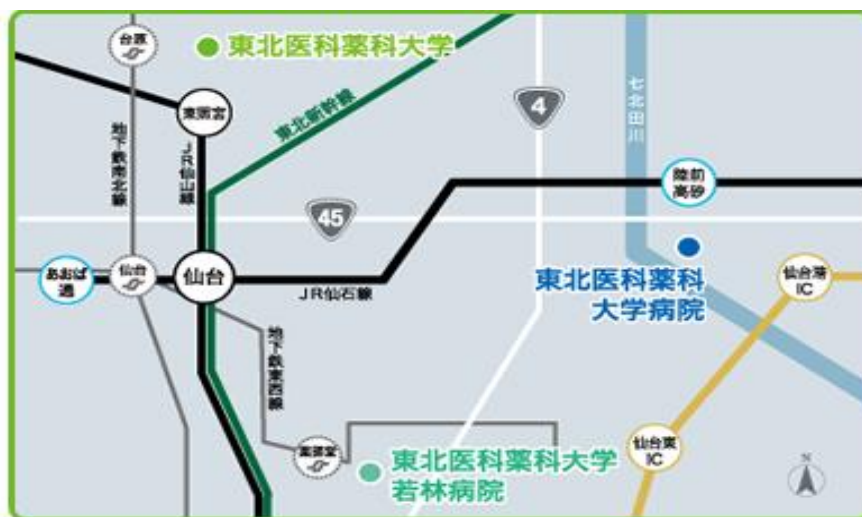 台原
東北医科薬科大学
東照宮
地下鉄南北線
JR仙山線
東北新幹線
4
七北田川
陸前
高砂
45
あおば
通
仙台
仙台
JR仙石線
東北医科薬科
大学病院
仙台港
IC
地下鉄東西線
薬師堂
東北医科薬科大学
若林病院
仙台東
IC
N